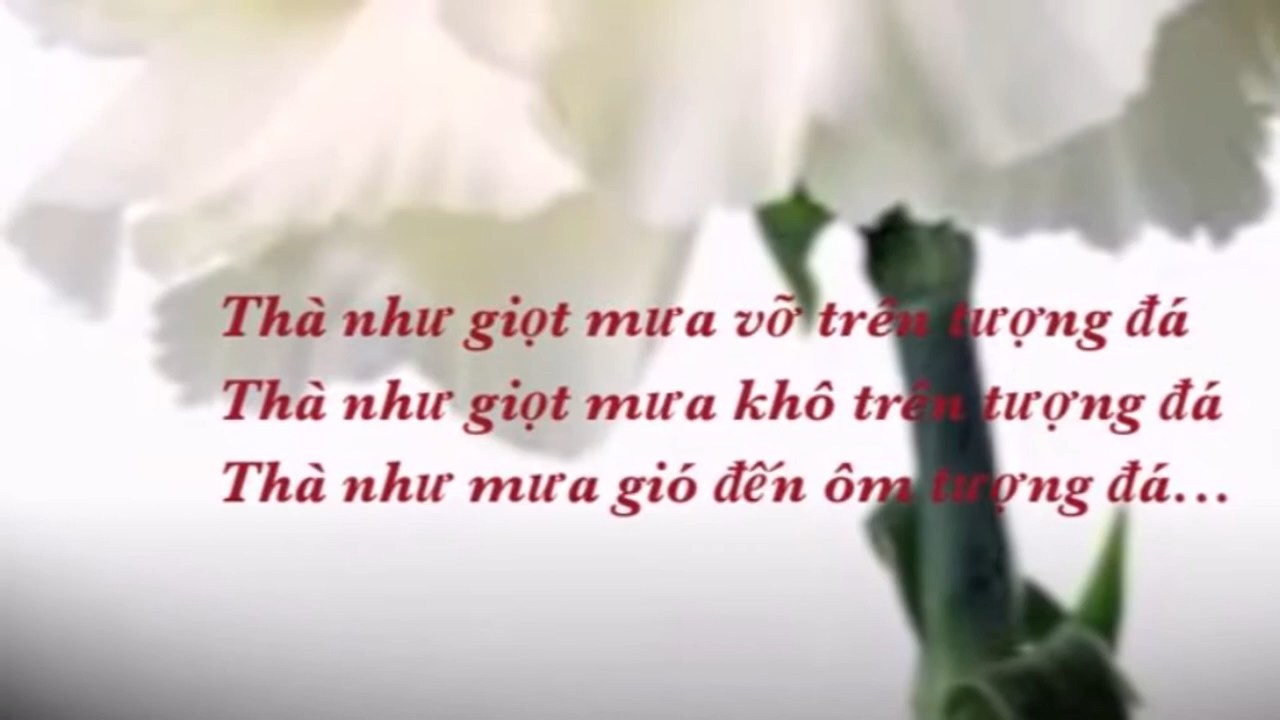 Thà như giọt mưa vỡ trên tượng đá
Thà như giọt mưa khô trên tượng đá
Thà như mưa gió đến ôm tượng đá...